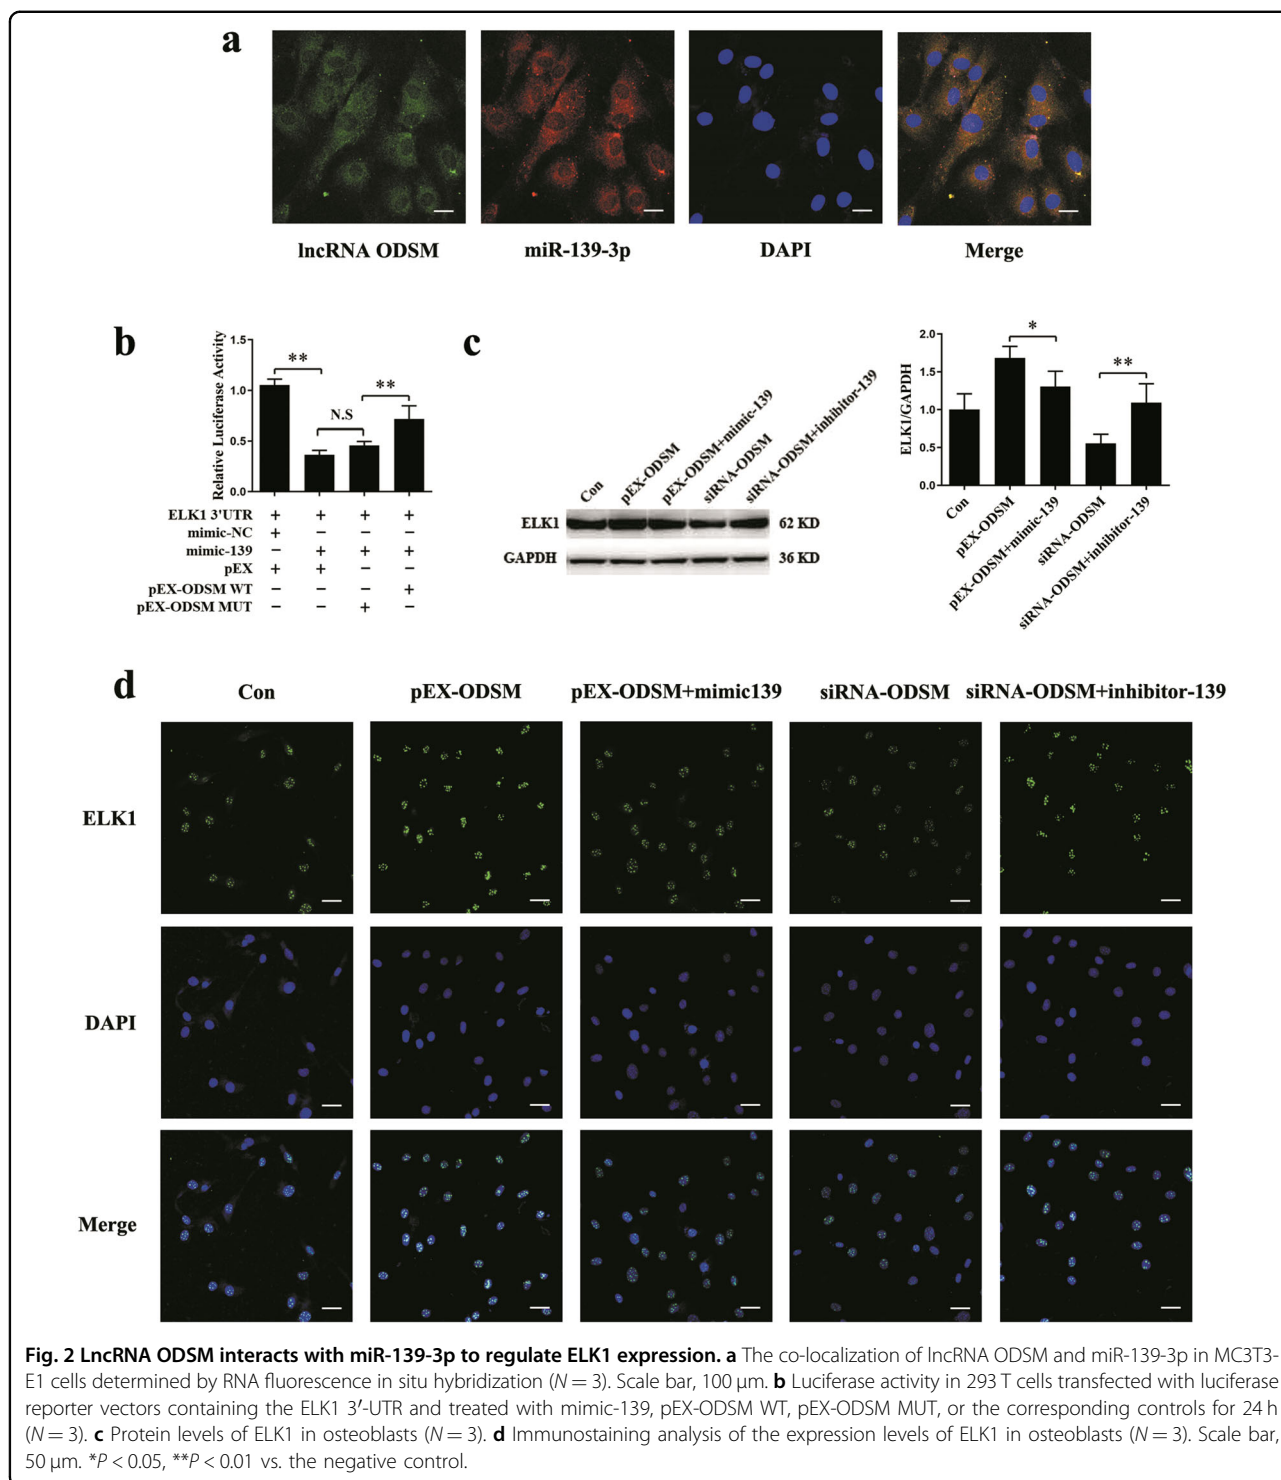 a
lncRNA ODSM miR-139-3p DAPI Merge
b
Relative Luciferase Activity
1.5
1.0
0.5
0.0
** N.S **
ELK1 3'UTR + + + +
mimic-NC + − − −
mimic-139 − + + +
pEX + + − −
pEX-ODSM WT − − − +
pEX-ODSM MUT − − + −
c
Con pEX-ODSM pEX-ODSM+mimic-139 siRNA-ODSM siRNA-ODSM+inhibitor-139
ELK1 62 KD
GAPDH 36 KD
ELK1/GAPDH
2.0
1.5
1.0
0.5
0.0
* **
Con pEX-ODSM pEX-ODSM+mimic-139 siRNA-ODSM siRNA-ODSM+inhibitor-139
d
Con pEX-ODSM pEX-ODSM+mimic139 siRNA-ODSM siRNA-ODSM+inhibitor-139
ELK1
DAPI
Merge
Fig. 2 LncRNA ODSM interacts with miR-139-3p to regulate ELK1 expression. a The co-localization of lncRNA ODSM and miR-139-3p in MC3T3-
E1 cells determined by RNA fluorescence in situ hybridization (N = 3). Scale bar, 100 μm. b Luciferase activity in 293 T cells transfected with luciferase
reporter vectors containing the ELK1 3′-UTR and treated with mimic-139, pEX-ODSM WT, pEX-ODSM MUT, or the corresponding controls for 24 h
(N = 3). c Protein levels of ELK1 in osteoblasts (N = 3). d Immunostaining analysis of the expression levels of ELK1 in osteoblasts (N = 3). Scale bar,
50 μm. *P < 0.05, **P < 0.01 vs. the negative control.